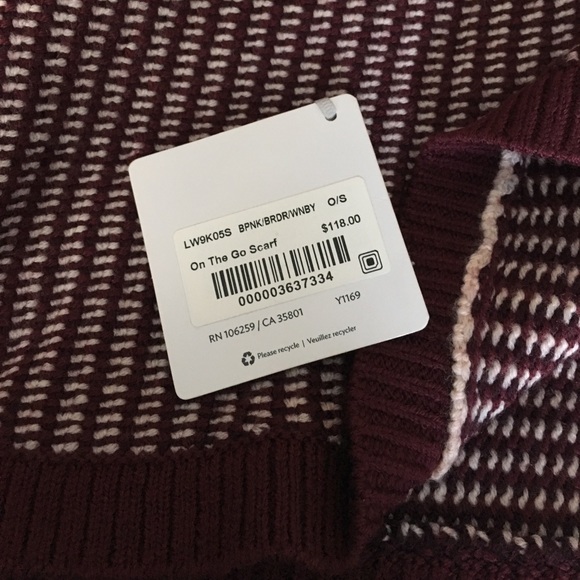 LW9K05S BPNK/BRDR/WNBY O/S
On The Go Scarf $118.00
000003637334
RN 106259 / CA 35801 Y1169
Please recycle | Veuillez recycler